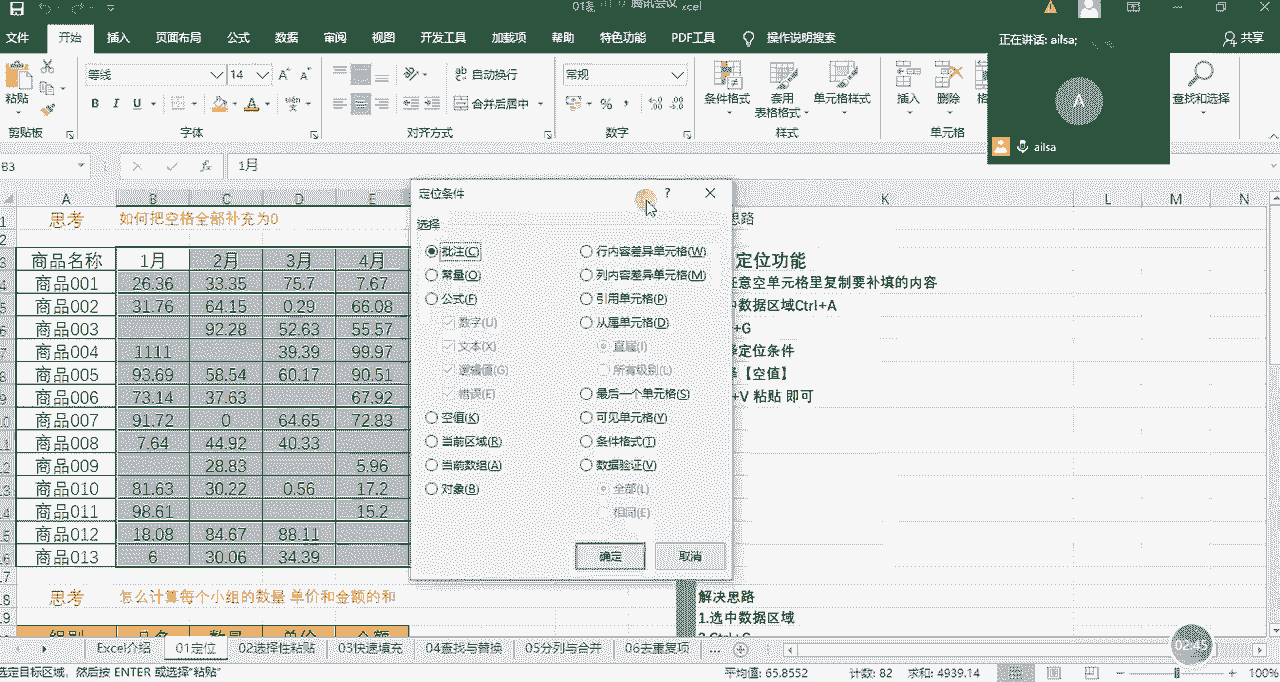 腾讯会议
文件 开始 插入 页面布局 公式 数据 审阅 视图 开发工具 加载项 帮助 特色功能 PDF工具 操作说明搜索 共享
正在讲话: ailsa;
等线 14 自动换行 常规
粘贴 B I U 合并后居中 条件格式 套用 表格格式 单元格样式 插入 删除 查找和选择
剪贴板 字体 对齐方式 数字 样式 单元格
A
ailsa
B3 1月
A B C D E K L M N
思考 如何把空格全部补充为0 思路
商品名称 1月 2月 3月 4月 定位功能
商品001 26.36 33.35 75.7 7.67 任意空单元格里复制要补填的内容
商品002 31.76 64.15 0.29 66.08 中数据区域Ctrl+A
商品003 92.28 52.63 55.57 +G
商品004 1111 39.39 99.97 择定位条件
商品005 93.69 58.54 60.17 90.51 择【空值】
商品006 73.14 37.63 67.92 +V 粘贴 即可
商品007 91.72 0 64.65 72.83
商品008 7.64 44.92 40.33
商品009 28.83 5.96
商品010 81.63 30.22 0.56 17.2
商品011 98.61 15.2
商品012 18.08 84.67 88.11
商品013 6 30.06 34.39
定位条件 ?
选择
批注(C) 行内容差异单元格(W)
常量(O) 列内容差异单元格(M)
公式(F) 引用单元格(P)
数字(U) 从属单元格(D)
文本(X) 直属(I)
逻辑值(G) 所有级别(L)
错误(E) 最后一个单元格(S)
空值(K) 可见单元格(Y)
当前区域(R) 条件格式(T)
当前数组(A) 数据验证(V)
对象(B) 全部(L)
相同(E)
确定 取消
思考 怎么计算每个小组的数量 单价和金额的和 解决思路
1.选中数据区域
Excel介绍 01定位 02选择性粘贴 03快速填充 04查找与替换 05分列与合并 06去重复项 ...
02:45
选定目标区域，然后按 ENTER 或选择"粘贴" 平均值: 65.8552 计数: 82 求和: 4939.14 100%